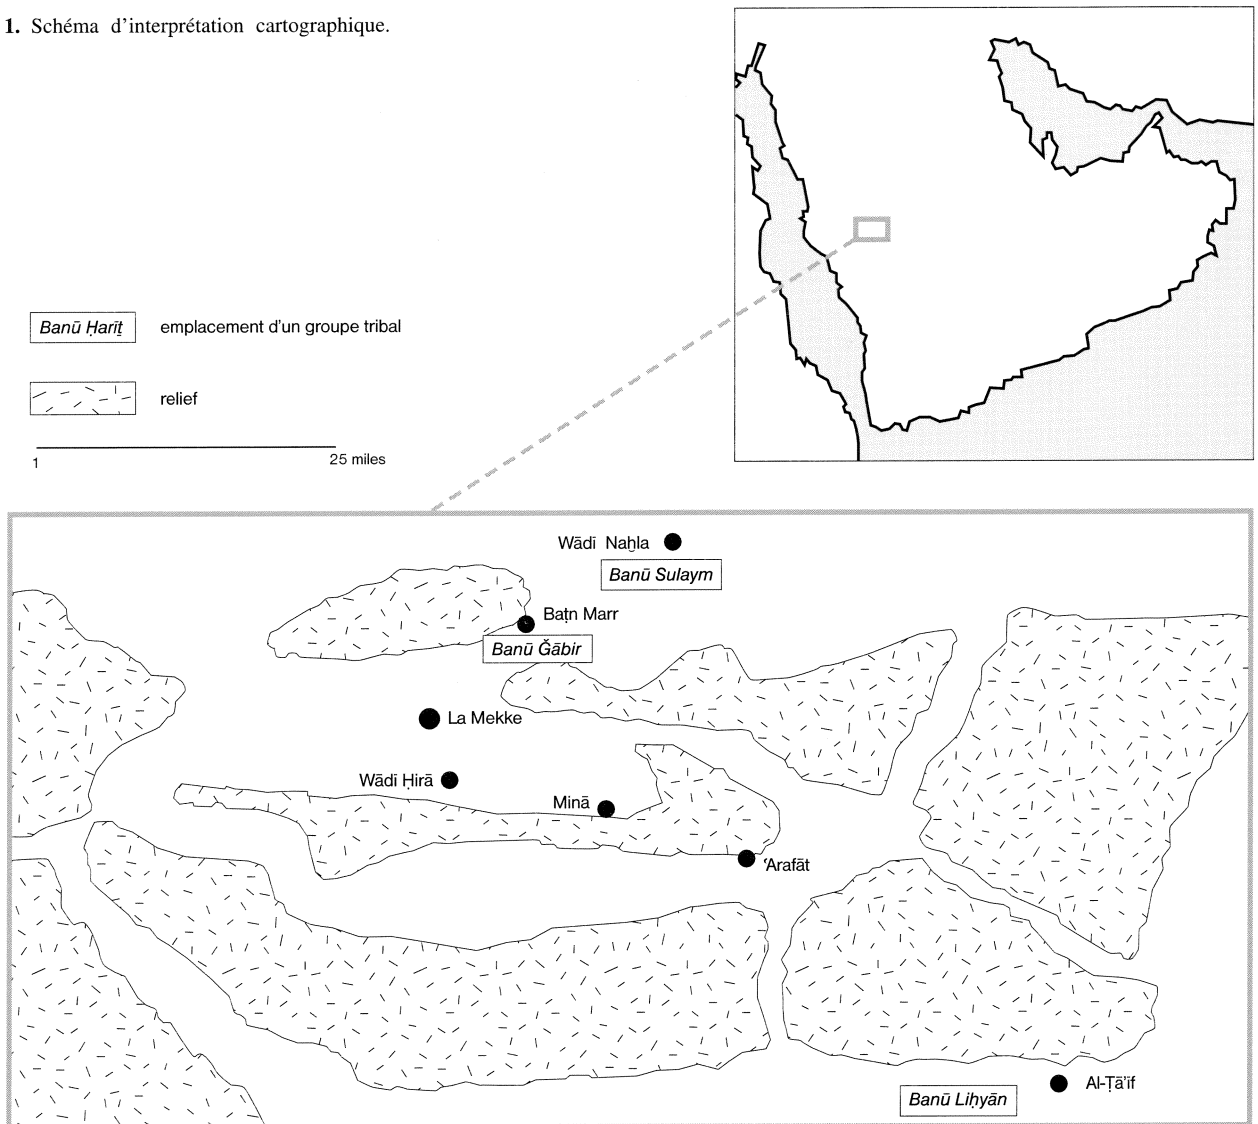 1. Schéma d'interprétation cartographique.
Banū Ḥariṯ
emplacement d'un groupe tribal
relief
1
25 miles
Wādī Naḫla
Banū Sulaym
Baṭn Marr
Banū Ǧābir
La Mekke
Wādī Ḥirā
Minā
ʿArafāt
Al-Ṭā'if
Banū Liḥyān